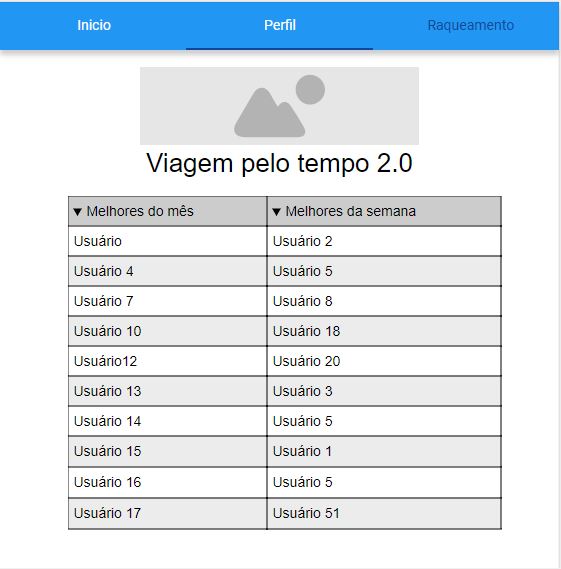 Inicio Perfil Raqueamento
Viagem pelo tempo 2.0
Melhores do mês Melhores da semana
Usuário Usuário 2
Usuário 4 Usuário 5
Usuário 7 Usuário 8
Usuário 10 Usuário 18
Usuário12 Usuário 20
Usuário 13 Usuário 3
Usuário 14 Usuário 5
Usuário 15 Usuário 1
Usuário 16 Usuário 5
Usuário 17 Usuário 51